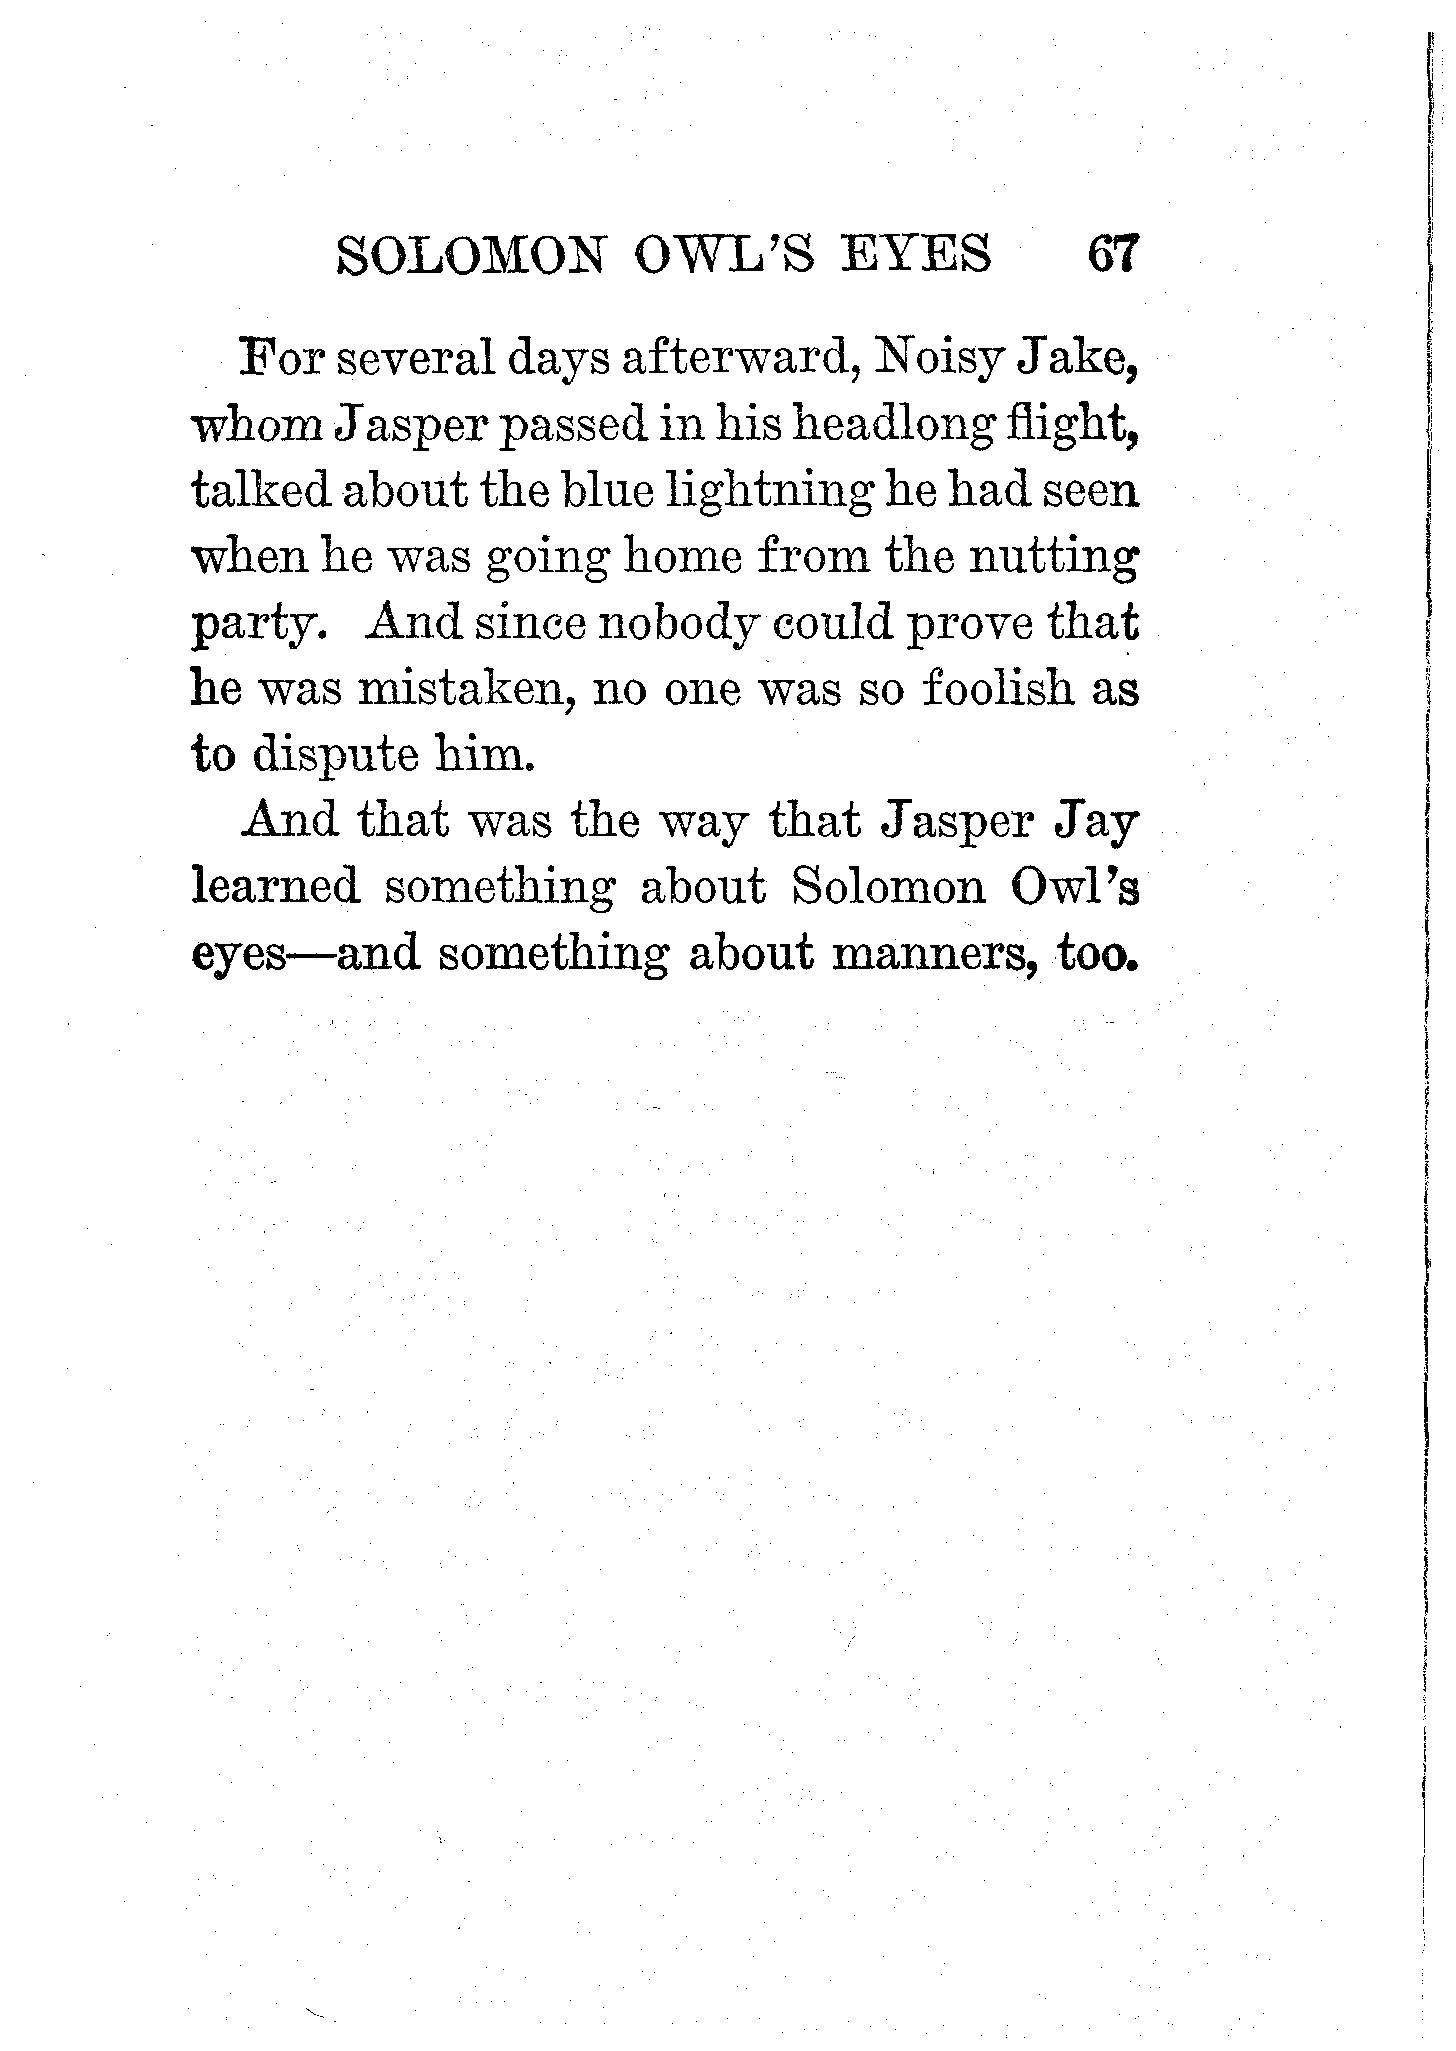 SOLOMON OWL'S EYES 67
For several days afterward, Noisy Jake,
whom Jasper passed in his headlong flight,
talked about the blue lightning he had seen
when he was going home from the nutting
party. And since nobody could prove that
he was mistaken, no one was so foolish as
to dispute him.
And that was the way that Jasper Jay
learned something about Solomon Owl's
eyes—and something about manners, too.